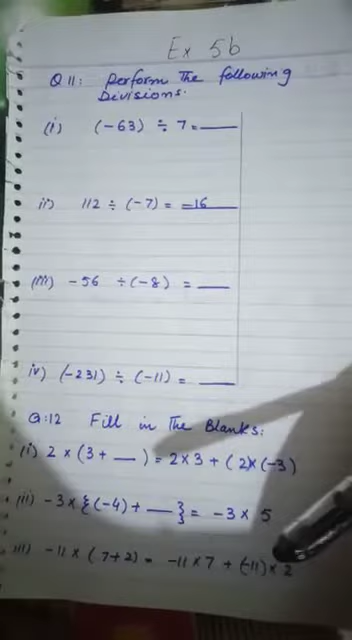 Ex 5b
Q11: Perform The following
Divisions.
(i) (-63) ÷ 7 = ____
ii) 112 ÷ (-7) = -16
(iii) -56 ÷ (-8) = ____
iv) (-231) ÷ (-11) = ____
Q:12 Fill in The Blanks:
(i) 2 × (3 + __ ) = 2 × 3 + (2) × (-3)
(ii) -3 × {(-4) + __ } = -3 × 5
iii) -11 × (7+2) = -11 × 7 + (-11) × 2